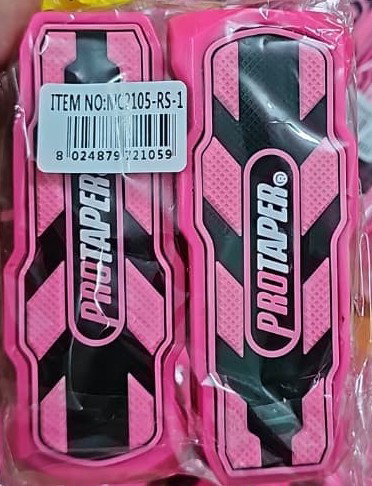 ITEM NO:MC2105-RS-1
8 024879 721059
PROTAPER
PROTAPER®